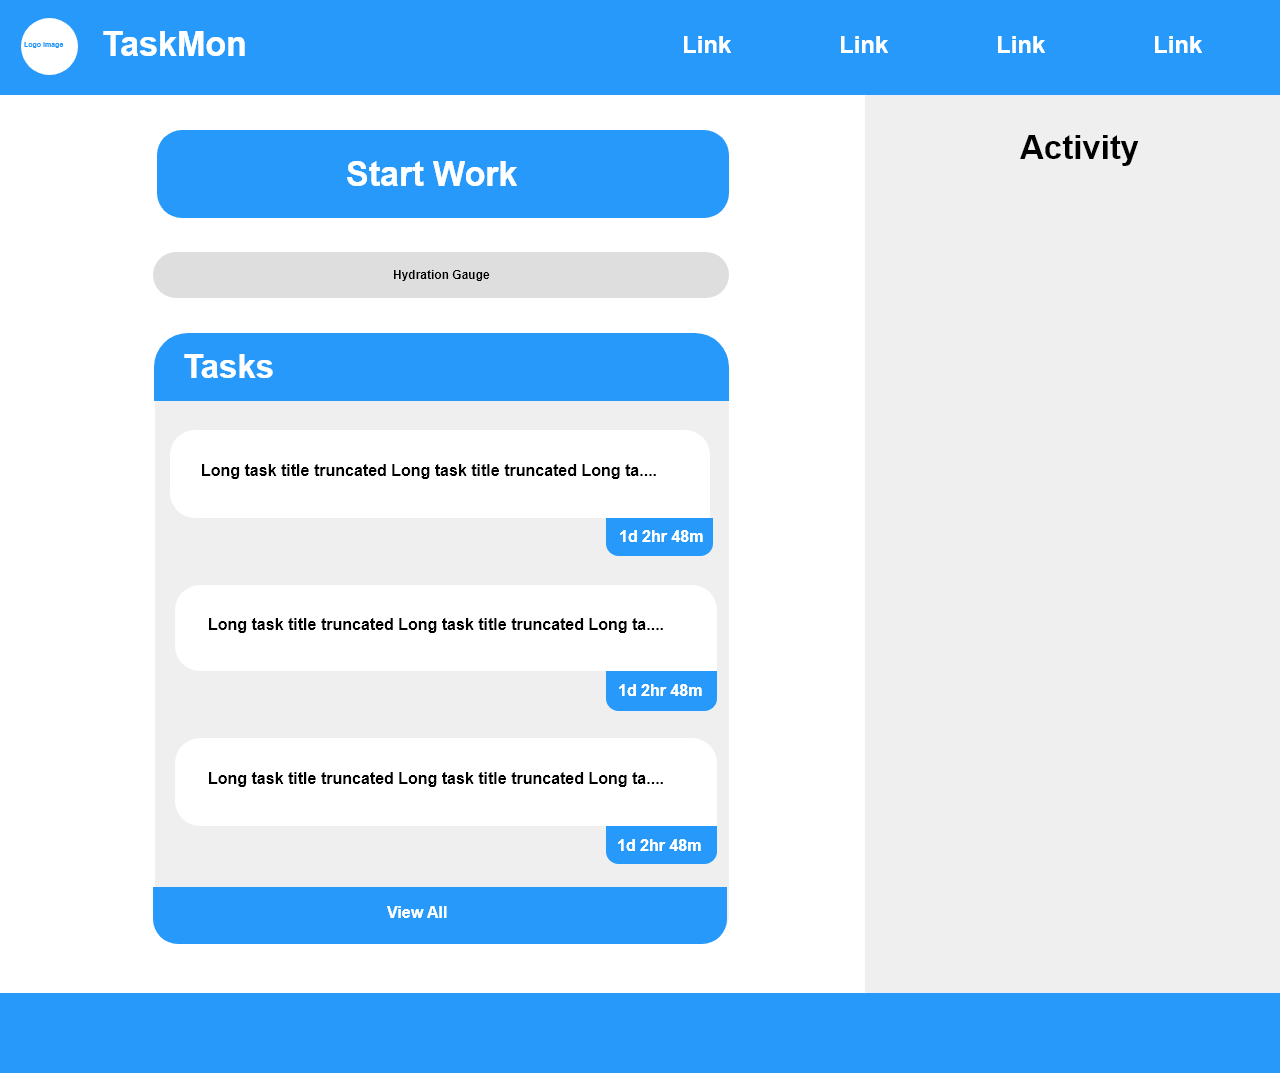 Logo Image
TaskMon
Link
Link
Link
Link
Start Work
Activity
Hydration Gauge
Tasks
Long task title truncated Long task title truncated Long ta....
1d 2hr 48m
Long task title truncated Long task title truncated Long ta....
1d 2hr 48m
Long task title truncated Long task title truncated Long ta....
1d 2hr 48m
View All